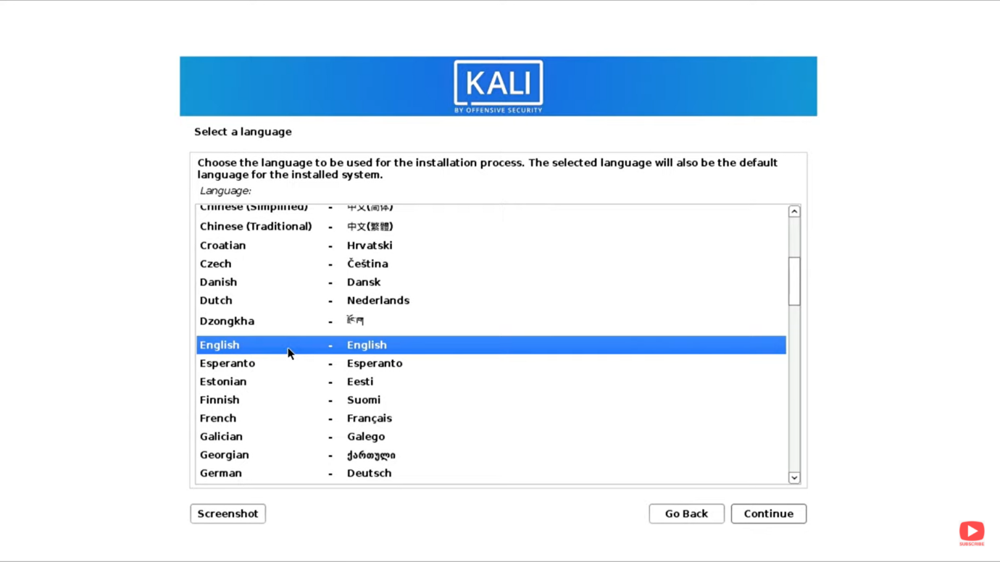 KALI
BY OFFENSIVE SECURITY
Select a language
Choose the language to be used for the installation process. The selected language will also be the default
language for the installed system.
Language:
Chinese (Simplified) - 中文(简体)
Chinese (Traditional) - 中文(繁體)
Croatian - Hrvatski
Czech - Čeština
Danish - Dansk
Dutch - Nederlands
Dzongkha - རྫོང་ཁ།
English - English
Esperanto - Esperanto
Estonian - Eesti
Finnish - Suomi
French - Français
Galician - Galego
Georgian - ქართული
German - Deutsch
Screenshot Go Back Continue
SUBSCRIBE